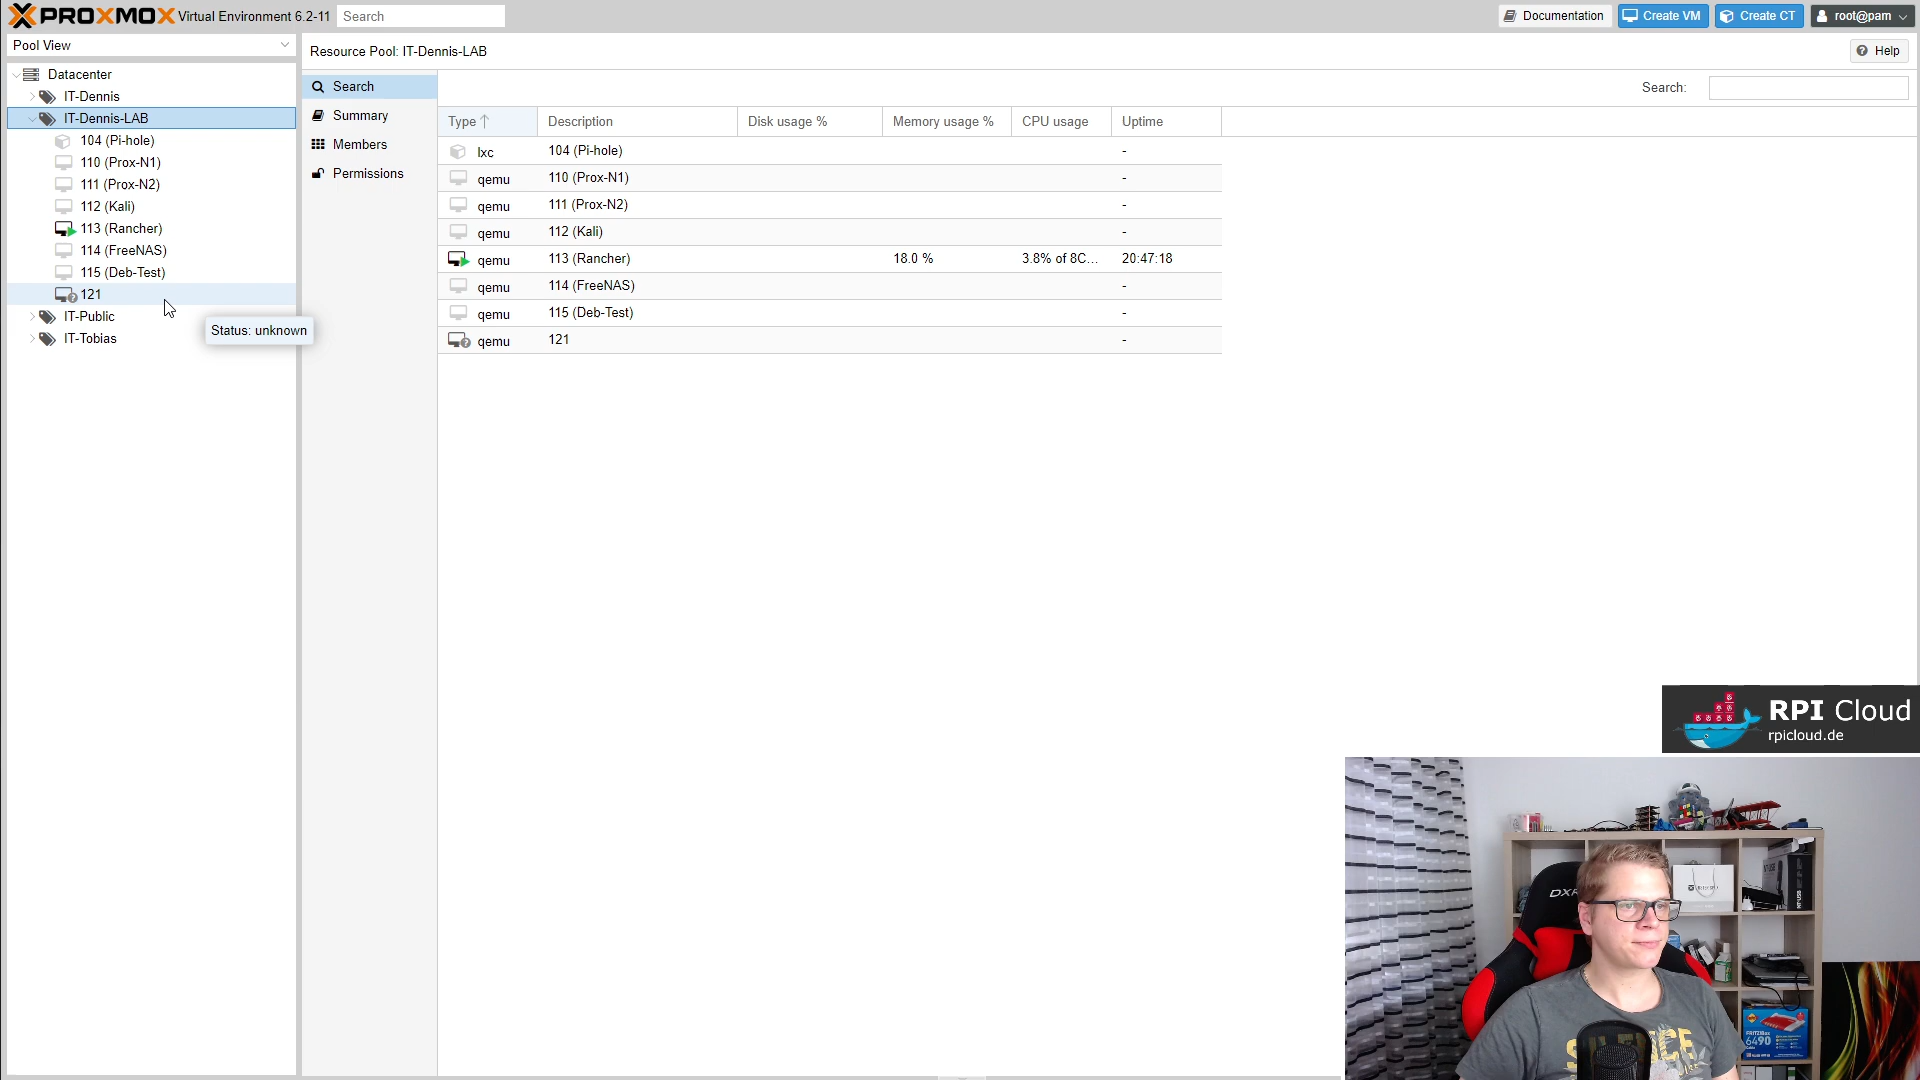 PROXMOX Virtual Environment 6.2-11
Search
Documentation
Create VM
Create CT
root@pam
Pool View
Datacenter
IT-Dennis
IT-Dennis-LAB
104 (Pi-hole)
110 (Prox-N1)
111 (Prox-N2)
112 (Kali)
113 (Rancher)
114 (FreeNAS)
115 (Deb-Test)
121
IT-Public
IT-Tobias
Status: unknown
Resource Pool: IT-Dennis-LAB
Help
Search
Summary
Members
Permissions
Search:
Type Description Disk usage % Memory usage % CPU usage Uptime
lxc 104 (Pi-hole) -
qemu 110 (Prox-N1) -
qemu 111 (Prox-N2) -
qemu 112 (Kali) -
qemu 113 (Rancher) 18.0 % 3.8% of 8C... 20:47:18
qemu 114 (FreeNAS) -
qemu 115 (Deb-Test) -
qemu 121 -
RPI Cloud
rpicloud.de
FRITZ!Box
6490